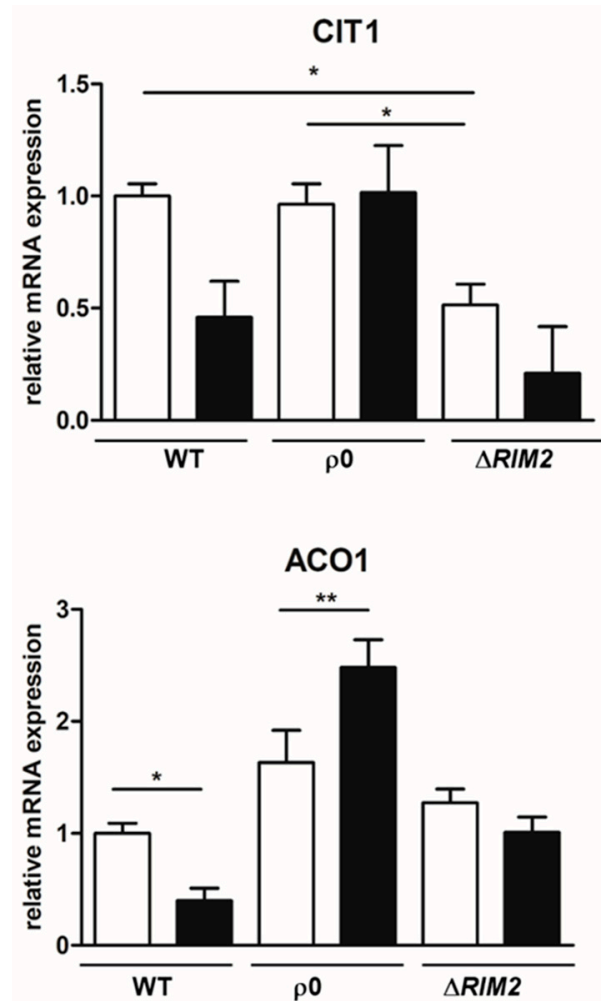 CIT1
relative mRNA expression
1.5
1.0
0.5
0.0
*
*
WT
ρ0
ΔRIM2
ACO1
relative mRNA expression
3
2
1
0
**
*
WT
ρ0
ΔRIM2